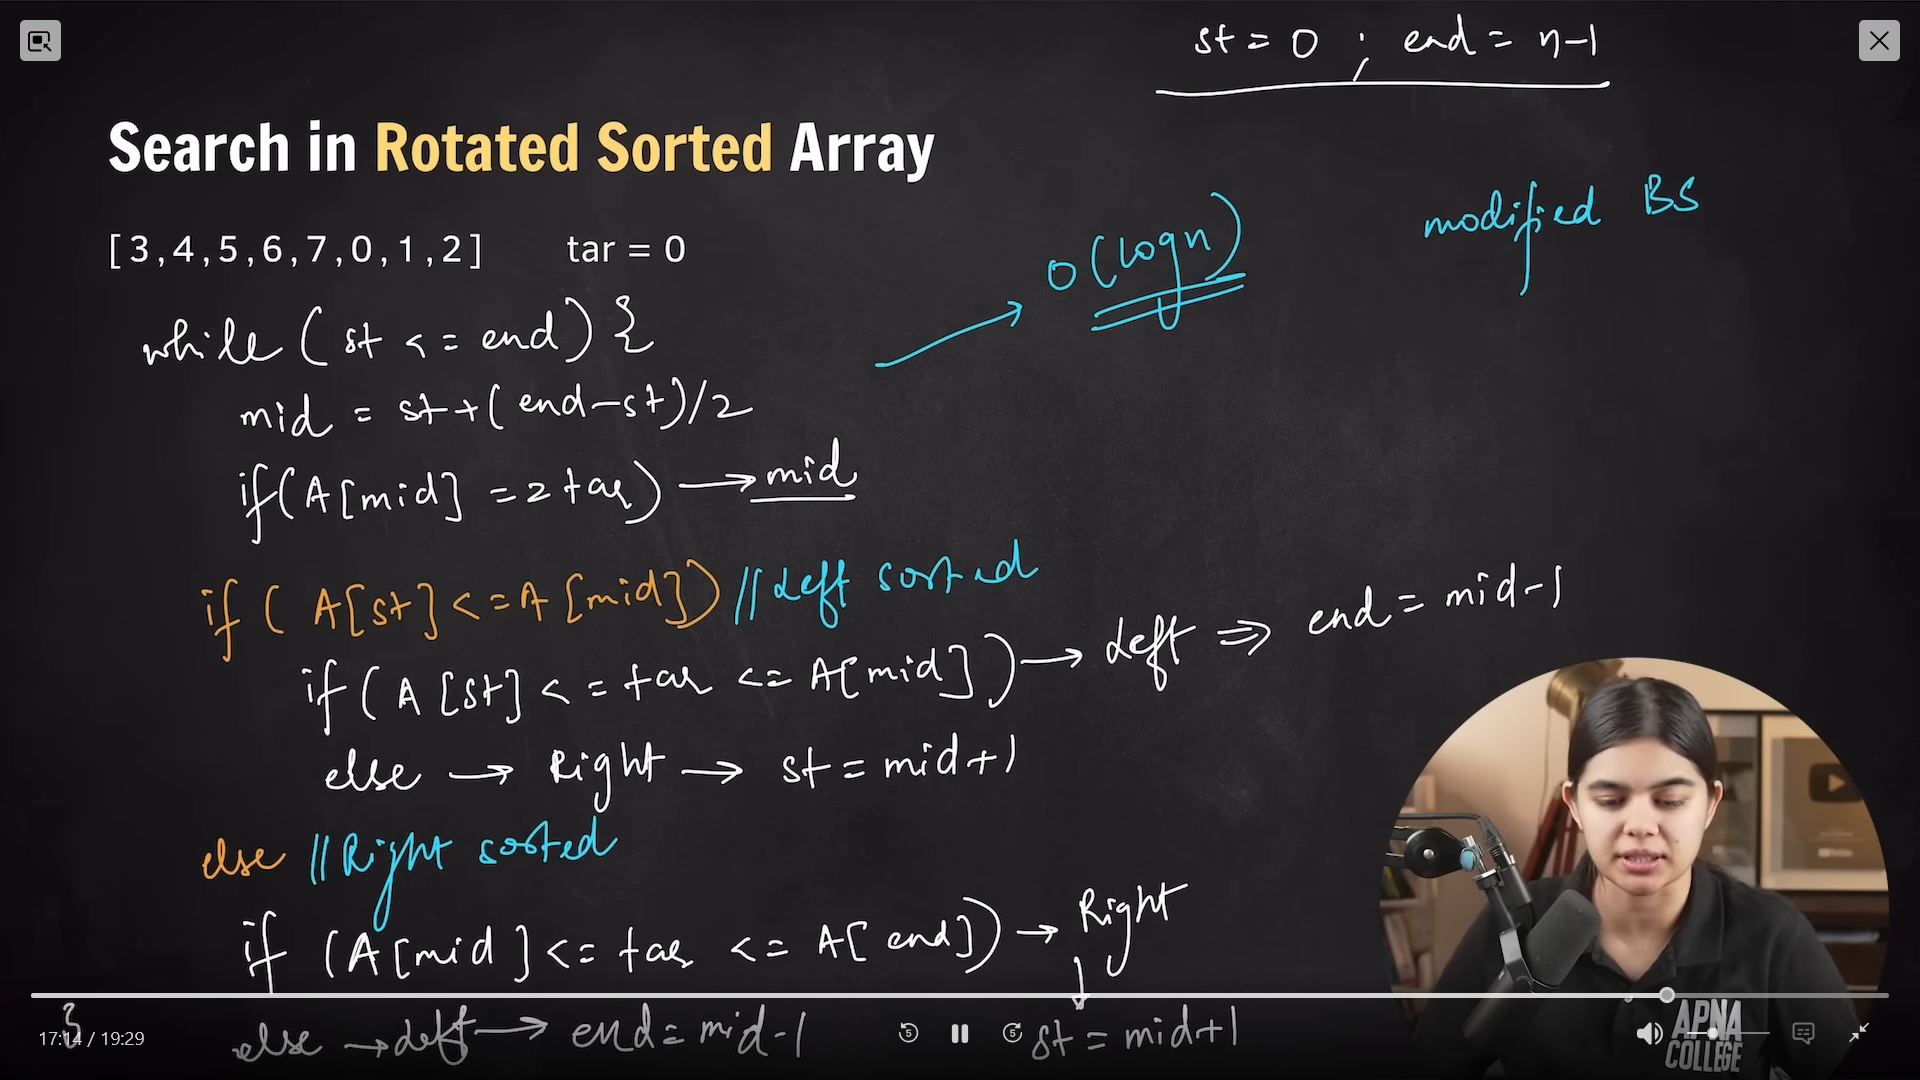 st = 0 ; end = n-1
Search in Rotated Sorted Array
modified BS
[3,4,5,6,7,0,1,2] tar = 0
O(logn)
while (st <= end) {
mid = st+(end-st)/2
if(A[mid] == tar) → mid
if (A[st] <= A[mid]) // Left sorted
if (A[st] <= tar <= A[mid]) → Left ⇒ end = mid-1
else → Right → st = mid+1
else // Right sorted
if (A[mid] <= tar <= A[end]) → Right
↓
else → Left → end = mid-1 st = mid+1
}
17:14 / 19:29
5
5
APNA
COLLEGE